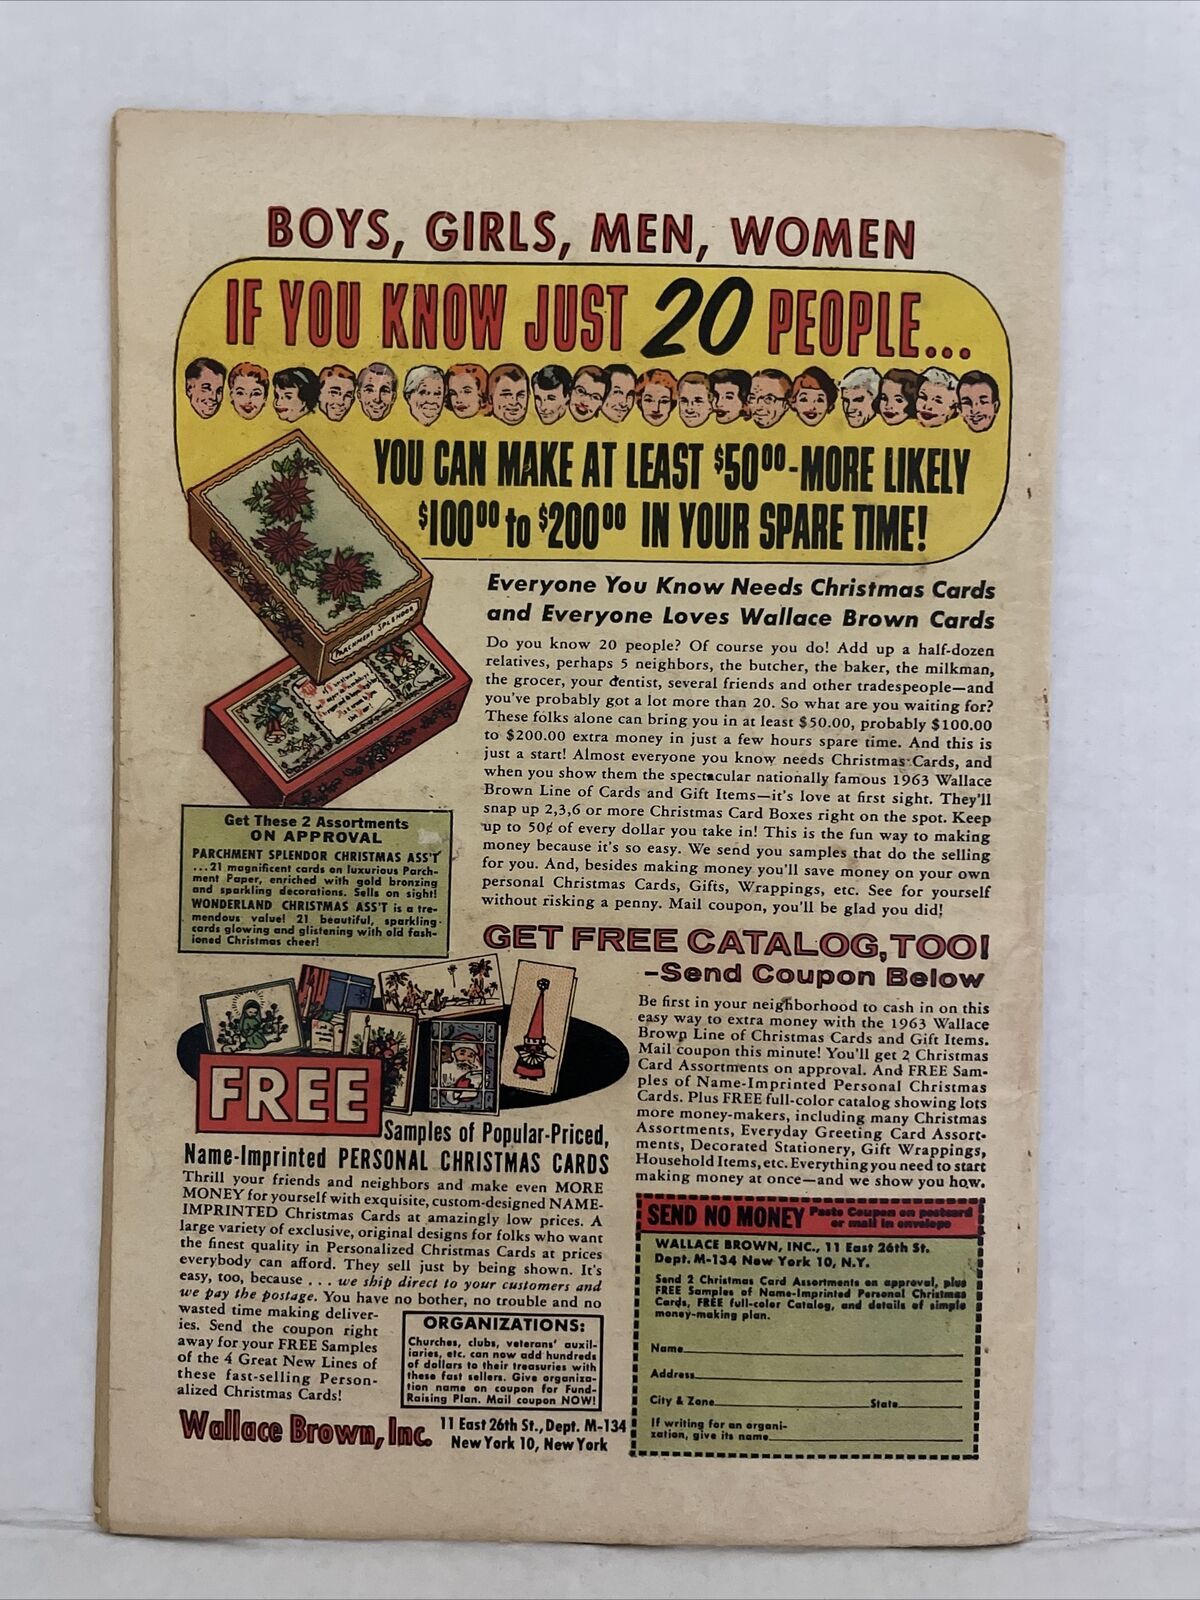 BOYS, GIRLS, MEN, WOMEN
IF YOU KNOW JUST 20 PEOPLE...
YOU CAN MAKE AT LEAST $5000-MORE LIKELY
$10000 to $20000 IN YOUR SPARE TIME!
PARCHMENT SPLENDOR
Everyone You Know Needs Christmas Cards
and Everyone Loves Wallace Brown Cards
Do you know 20 people? Of course you do! Add up a half-dozen
relatives, perhaps 5 neighbors, the butcher, the baker, the milkman,
the grocer, your dentist, several friends and other tradespeople—and
you've probably got a lot more than 20. So what are you waiting for?
These folks alone can bring you in at least $50.00, probably $100.00
to $200.00 extra money in just a few hours spare time. And this is
just a start! Almost everyone you know needs Christmas Cards, and
when you show them the spectacular nationally famous 1963 Wallace
Brown Line of Cards and Gift Items—it's love at first sight. They'll
snap up 2,3,6 or more Christmas Card Boxes right on the spot. Keep
up to 50¢ of every dollar you take in! This is the fun way to making
money because it's so easy. We send you samples that do the selling
for you. And, besides making money you'll save money on your own
personal Christmas Cards, Gifts, Wrappings, etc. See for yourself
without risking a penny. Mail coupon, you'll be glad you did!
Get These 2 Assortments
ON APPROVAL
PARCHMENT SPLENDOR CHRISTMAS ASS'T
...21 magnificent cards on luxurious Parch-
ment Paper, enriched with gold bronzing
and sparkling decorations. Sells on sight!
WONDERLAND CHRISTMAS ASS'T is a tre-
mendous value! 21 beautiful, sparkling
cards glowing and glistening with old fash-
ioned Christmas cheer!
GET FREE CATALOG, TOO!
-Send Coupon Below
Be first in your neighborhood to cash in on this
easy way to extra money with the 1963 Wallace
Brown Line of Christmas Cards and Gift Items.
Mail coupon this minute! You'll get 2 Christmas
Card Assortments on approval. And FREE Sam-
ples of Name-Imprinted Personal Christmas
Cards. Plus FREE full-color catalog showing lots
more money-makers, including many Christmas
Assortments, Everyday Greeting Card Assort-
ments, Decorated Stationery, Gift Wrappings,
Household Items, etc. Everything you need to start
making money at once—and we show you how.
FREE
Samples of Popular-Priced,
Name-Imprinted PERSONAL CHRISTMAS CARDS
Thrill your friends and neighbors and make even MORE
MONEY for yourself with exquisite, custom-designed NAME-
IMPRINTED Christmas Cards at amazingly low prices. A
large variety of exclusive, original designs for folks who want
the finest quality in Personalized Christmas Cards at prices
everybody can afford. They sell just by being shown. It's
easy, too, because . . . we ship direct to your customers and
we pay the postage. You have no bother, no trouble and no
wasted time making deliver-
ies. Send the coupon right
away for your FREE Samples
of the 4 Great New Lines of
these fast-selling Person-
alized Christmas Cards!
ORGANIZATIONS:
Churches, clubs, veterans' auxil-
iaries, etc. can now add hundreds
of dollars to their treasuries with
these fast sellers. Give organiza-
tion name on coupon for Fund-
Raising Plan. Mail coupon NOW!
Wallace Brown, Inc. 11 East 26th St., Dept. M-134
New York 10, New York
SEND NO MONEY Paste Coupon on postcard
or mail in envelope
WALLACE BROWN, INC., 11 East 26th St.
Dept. M-134 New York 10, N.Y.
Send 2 Christmas Card Assortments on approval, plus
FREE Samples of Name-Imprinted Personal Christmas
Cards, FREE full-color Catalog, and details of simple
money-making plan.
Name
Address
City & Zone State
If writing for an organi-
zation, give its name